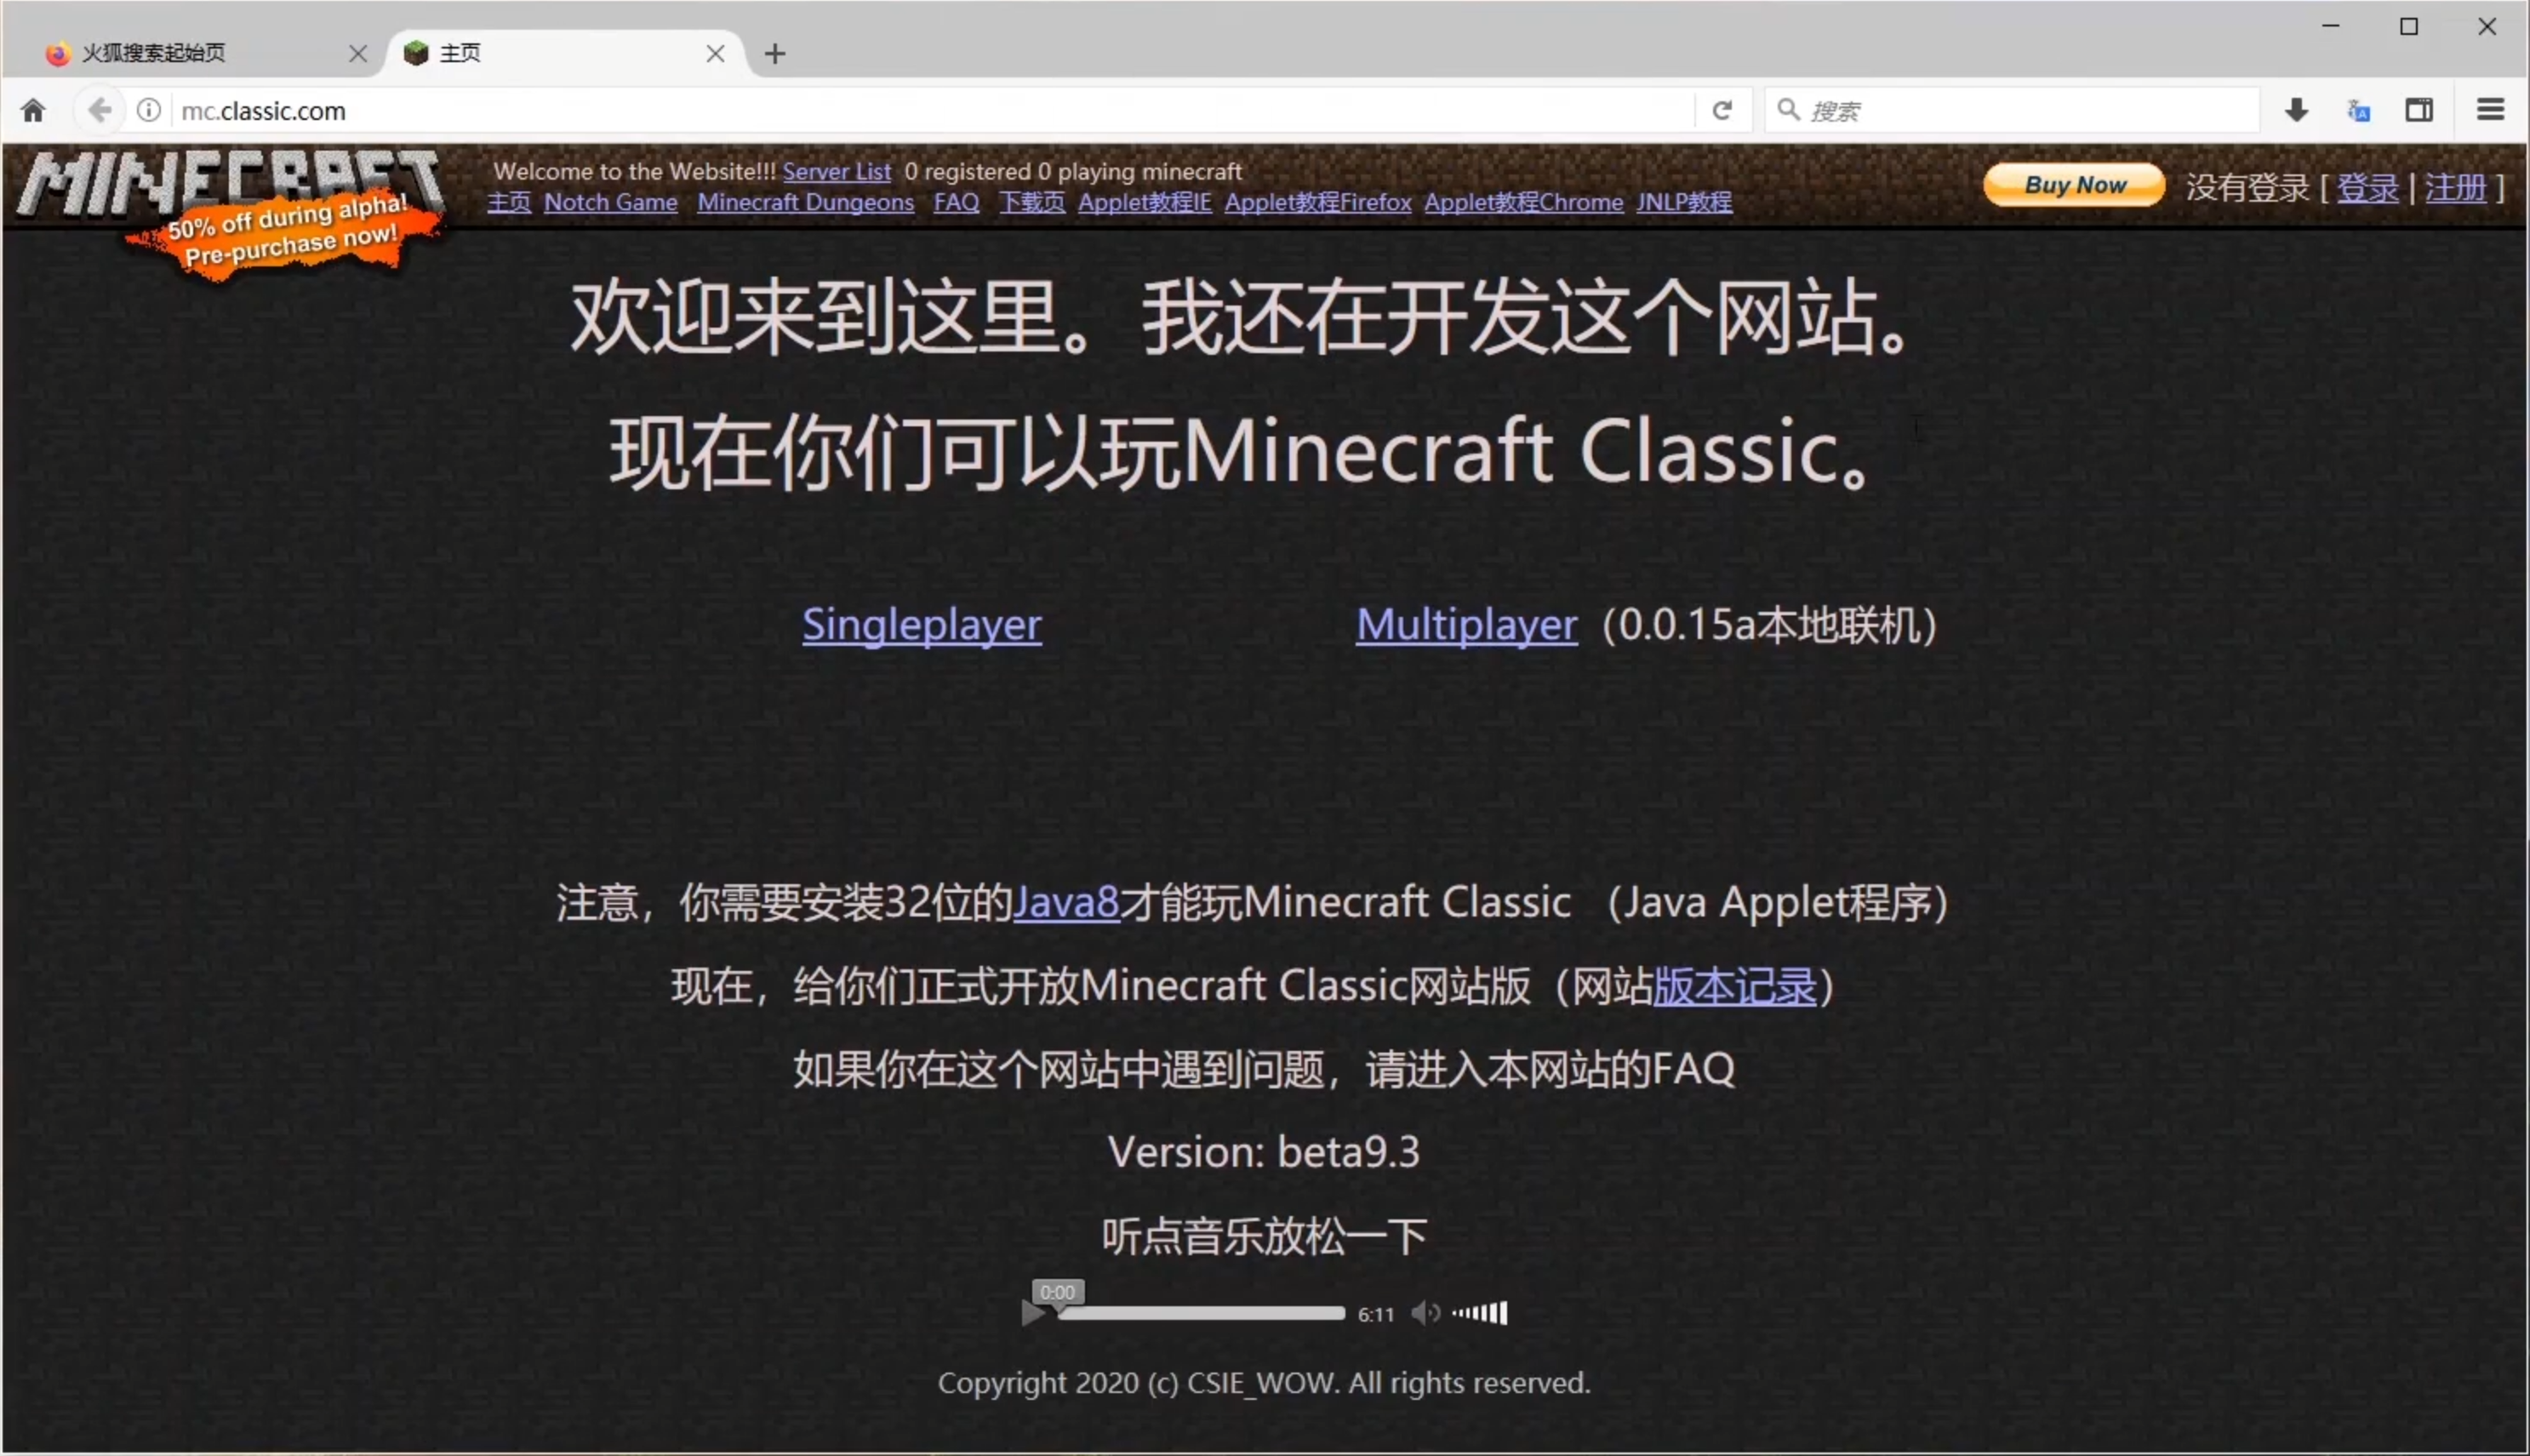 火狐搜索起始页
主页
mc.classic.com
搜索
MINECRAFT
50% off during alpha!
Pre-purchase now!
Welcome to the Website!!! Server List 0 registered 0 playing minecraft
主页 Notch Game Minecraft Dungeons FAQ 下载页 Applet教程IE Applet教程Firefox Applet教程Chrome JNLP教程
Buy Now
没有登录 [ 登录 | 注册 ]
欢迎来到这里。我还在开发这个网站。
现在你们可以玩Minecraft Classic。
Singleplayer
Multiplayer（0.0.15a本地联机）
注意，你需要安装32位的Java8才能玩Minecraft Classic （Java Applet程序）
现在，给你们正式开放Minecraft Classic网站版（网站版本记录）
如果你在这个网站中遇到问题，请进入本网站的FAQ
Version: beta9.3
听点音乐放松一下
0:00
6:11
Copyright 2020 (c) CSIE_WOW. All rights reserved.